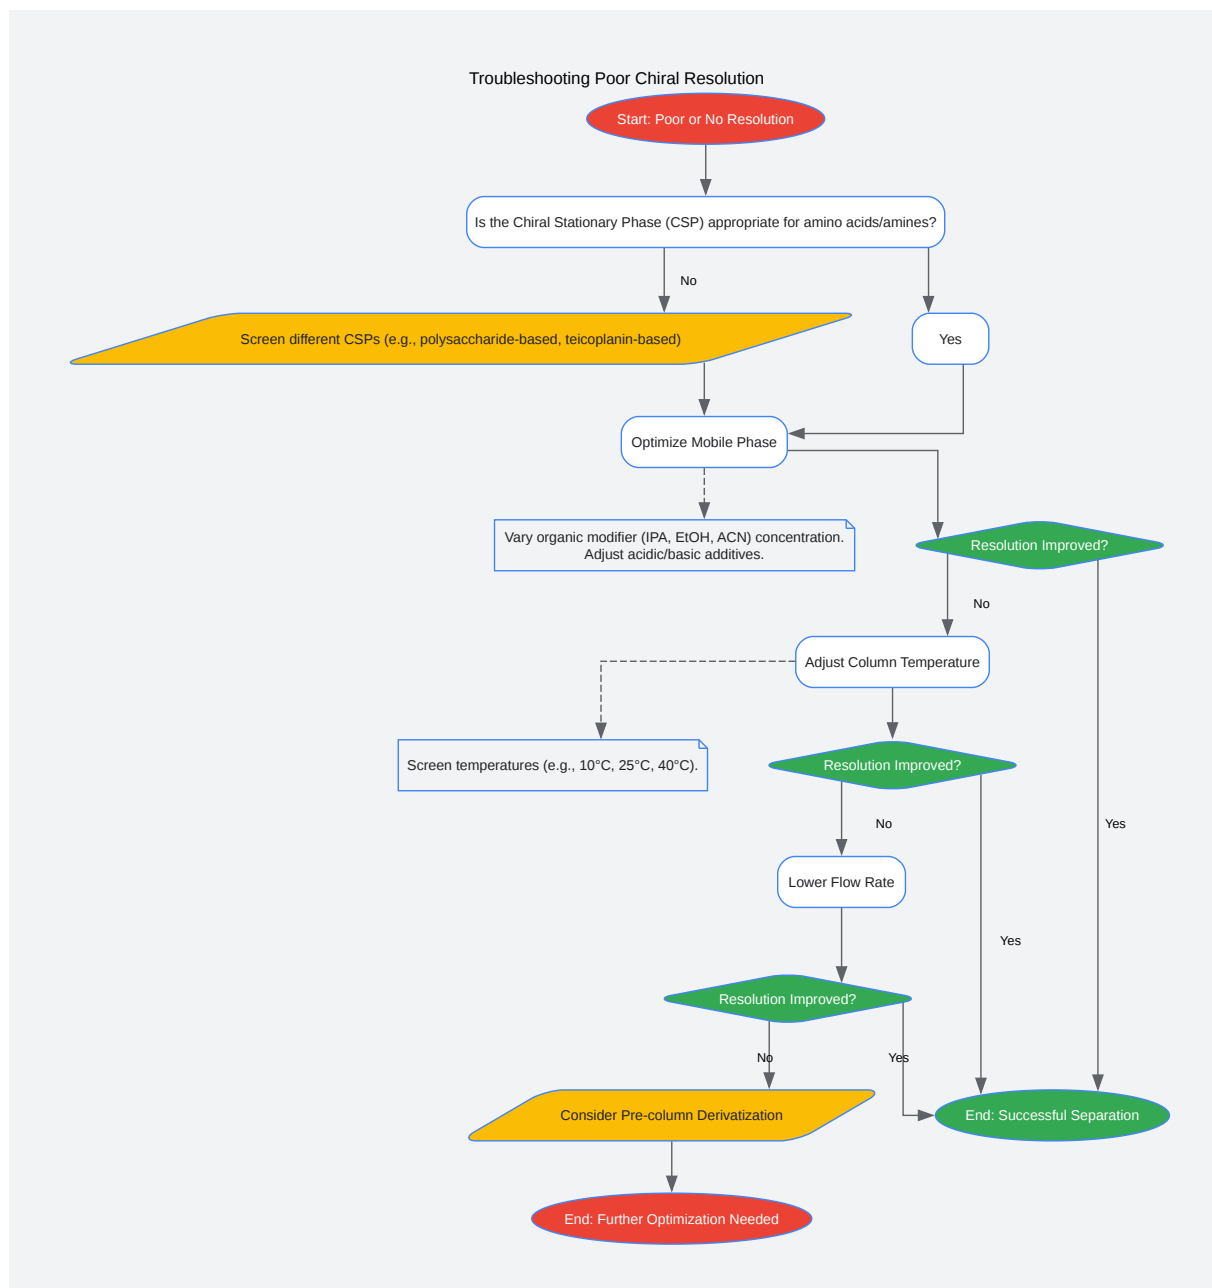 Troubleshooting Poor Chiral Resolution
Start: Poor or No Resolution
Is the Chiral Stationary Phase (CSP) appropriate for amino acids/amines?
No
Screen different CSPs (e.g., polysaccharide-based, teicoplanin-based)
Yes
Optimize Mobile Phase
Vary organic modifier (IPA, EtOH, ACN) concentration.
Adjust acidic/basic additives.
Resolution Improved?
No
Adjust Column Temperature
Screen temperatures (e.g., 10°C, 25°C, 40°C).
Resolution Improved?
No
Yes
Lower Flow Rate
Yes
Resolution Improved?
No
Yes
Consider Pre-column Derivatization
End: Successful Separation
End: Further Optimization Needed